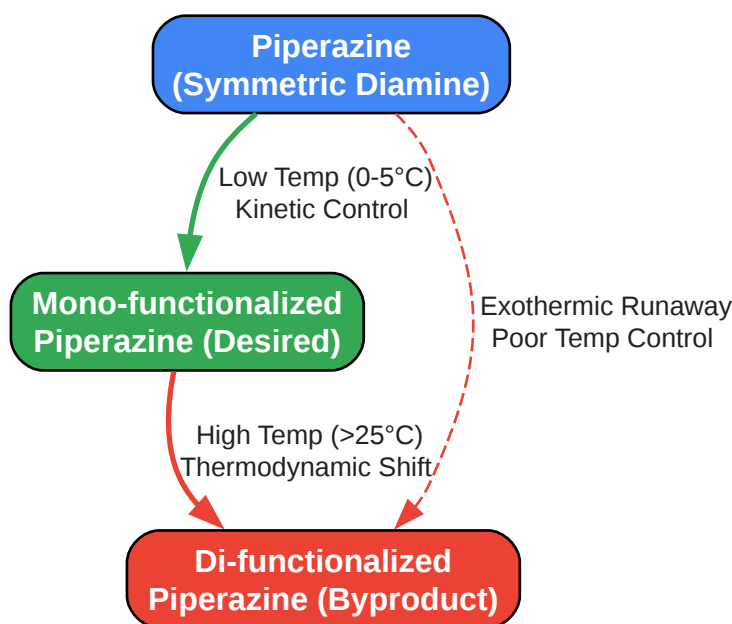 Piperazine
(Symmetric Diamine)
Low Temp (0-5°C)
Kinetic Control
Mono-functionalized
Piperazine (Desired)
Exothermic Runaway
Poor Temp Control
High Temp (>25°C)
Thermodynamic Shift
Di-functionalized
Piperazine (Byproduct)